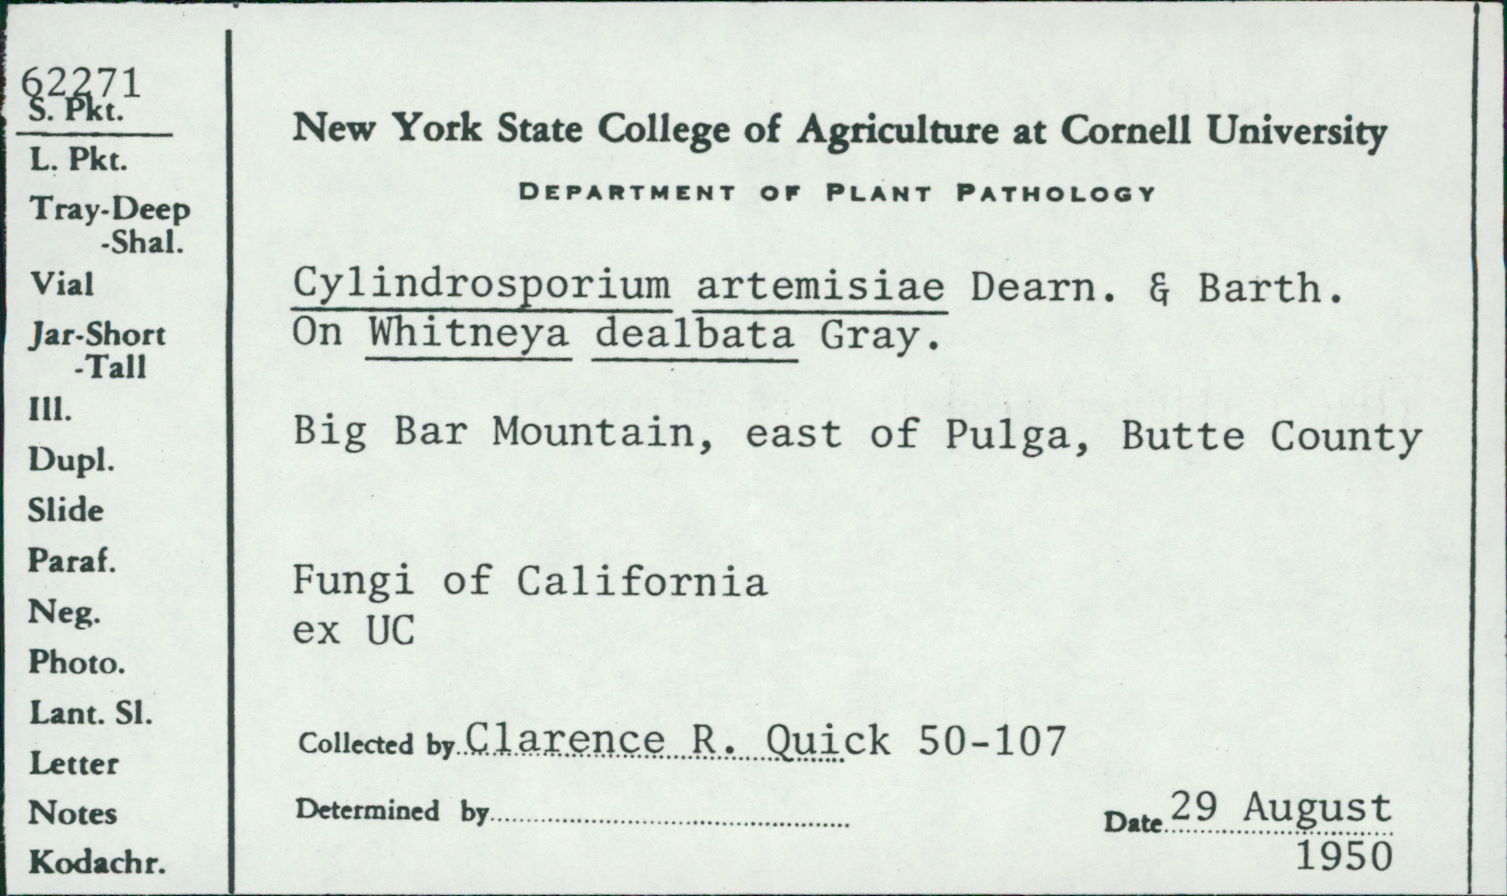 62271
S. Pkt.
L. Pkt.
Tray-Deep
-Shal.
Vial
Jar-Short
-Tall
Ill.
Dupl.
Slide
Paraf.
Neg.
Photo.
Lant. Sl.
Letter
Notes
Kodachr.
New York State College of Agriculture at Cornell University
DEPARTMENT OF PLANT PATHOLOGY
Cylindrosporium artemisiae Dearn. & Barth.
On Whitneya dealbata Gray.
Big Bar Mountain, east of Pulga, Butte County
Fungi of California
ex UC
Collected by Clarence R. Quick 50-107
Determined by
Date 29 August
1950